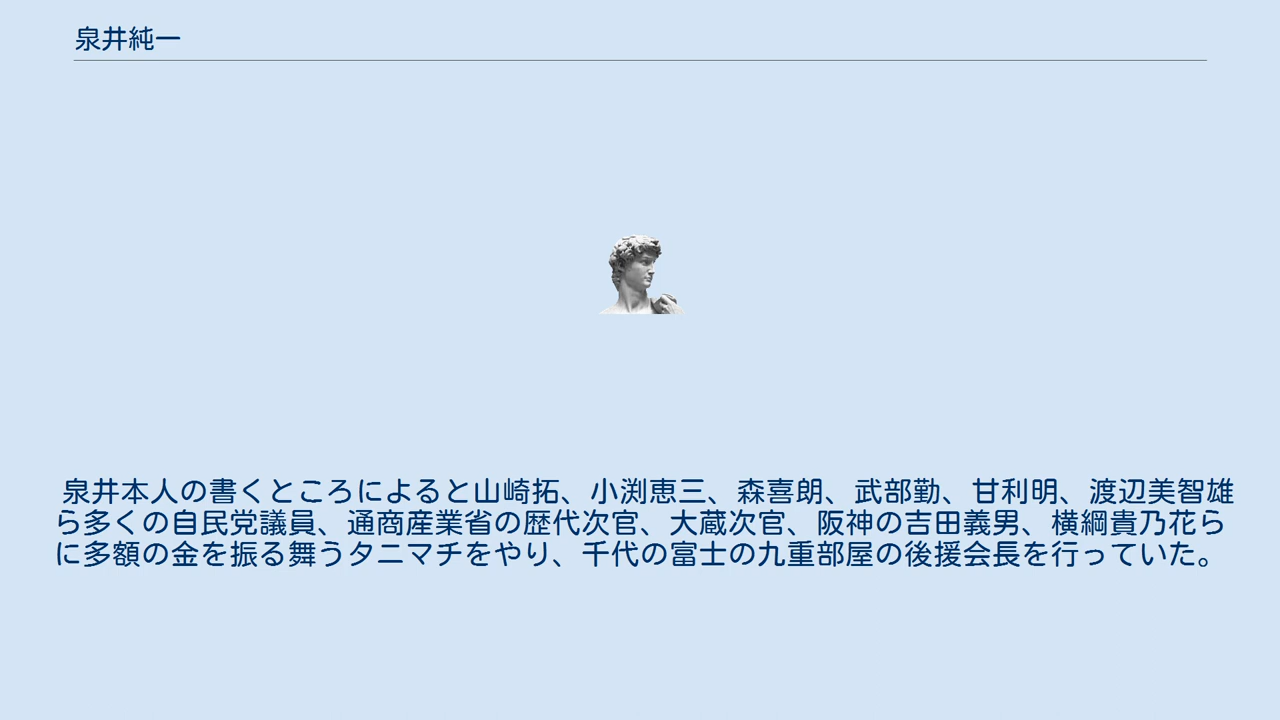 泉井純一
泉井本人の書くところによると山崎拓、小渕恵三、森喜朗、武部勤、甘利明、渡辺美智雄
ら多くの自民党議員、通商産業省の歴代次官、大蔵次官、阪神の吉田義男、横綱貴乃花ら
に多額の金を振る舞うタニマチをやり、千代の富士の九重部屋の後援会長を行っていた。